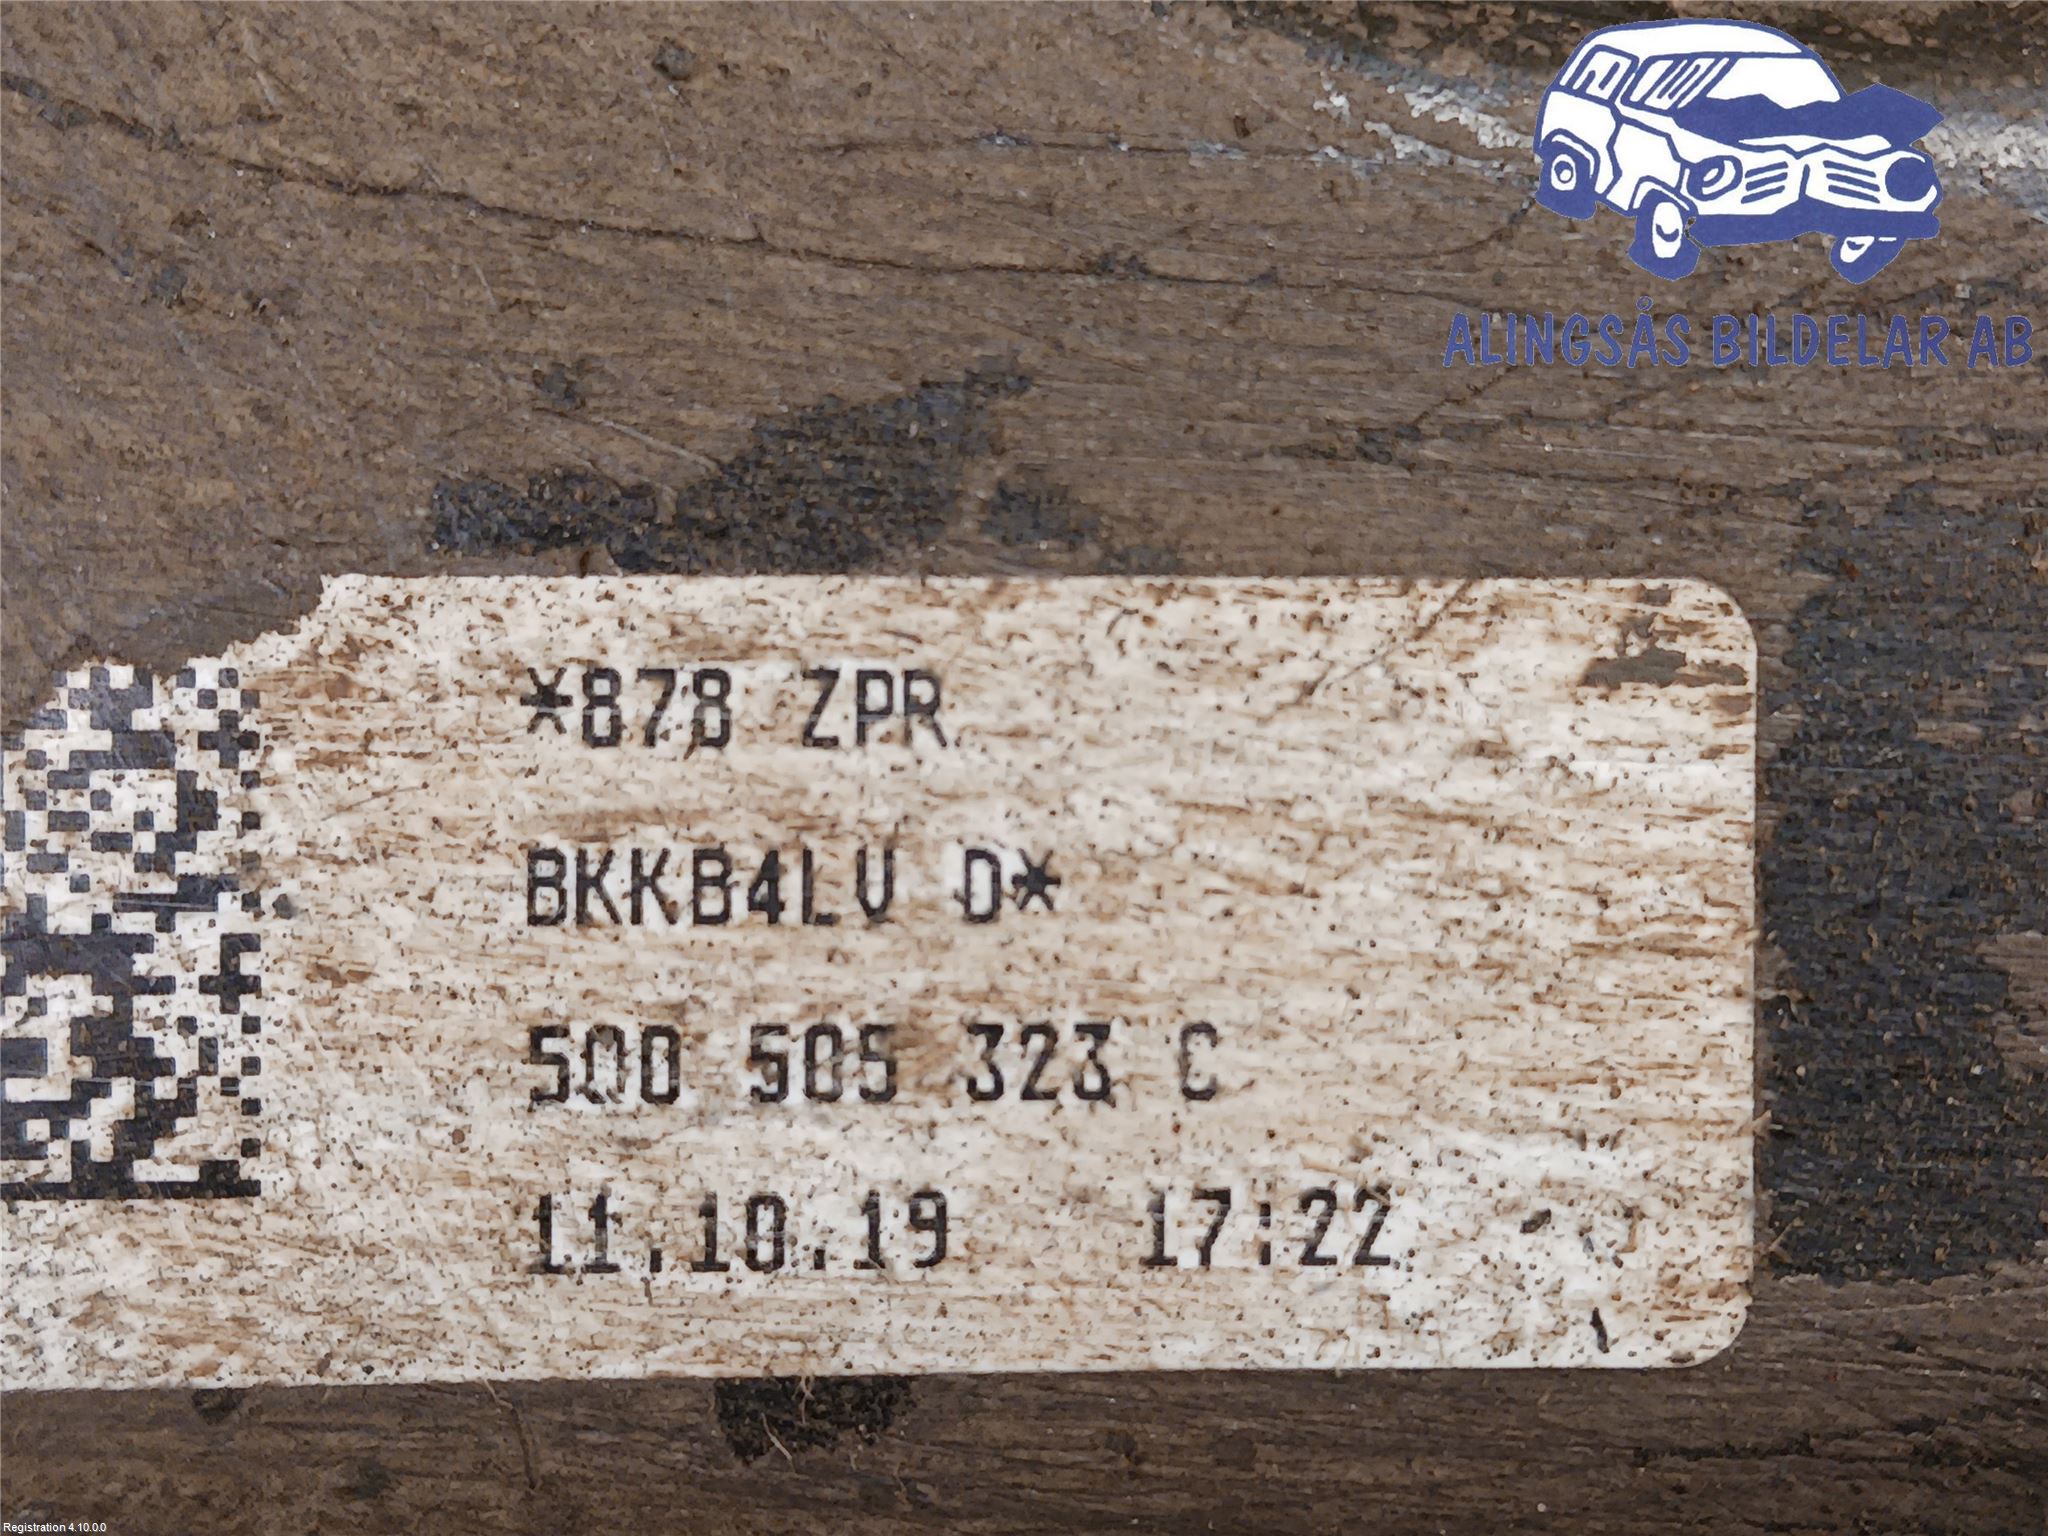 ALINGSÅS BILDELAR AB
*878 ZPR
BKKB4LV D*
5Q0 505 323 C
11.10.19 17:22
Registration 4.10.0.0